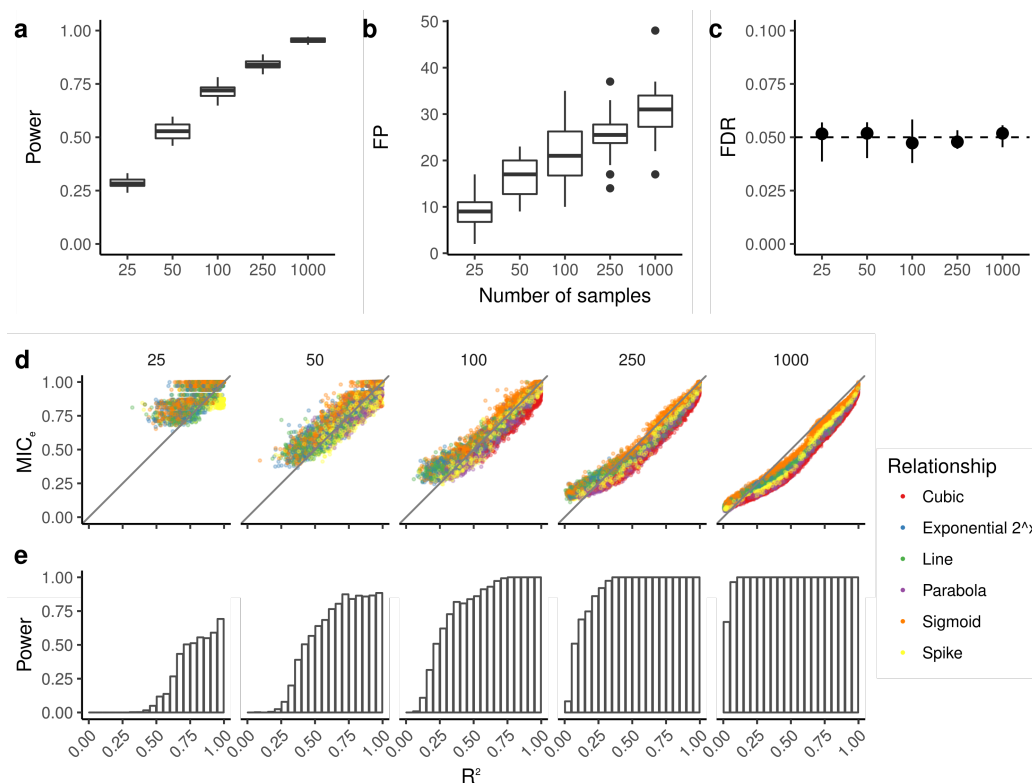 a
Power
1.00
0.75
0.50
0.25
0.00
25 50 100 250 1000
b
FP
50
40
30
20
10
0
25 50 100 250 1000
Number of samples
c
FDR
0.100
0.075
0.050
0.025
0.000
25 50 100 250 1000
d
25 50 100 250 1000
MICe
1.00
0.75
0.50
0.25
0.00
e
Power
1.00
0.75
0.50
0.25
0.00
0.00 0.25 0.50 0.75 1.00 0.00 0.25 0.50 0.75 1.00 0.00 0.25 0.50 0.75 1.00 0.00 0.25 0.50 0.75 1.00 0.00 0.25 0.50 0.75 1.00
R²
Relationship
Cubic
Exponential 2^x
Line
Parabola
Sigmoid
Spike